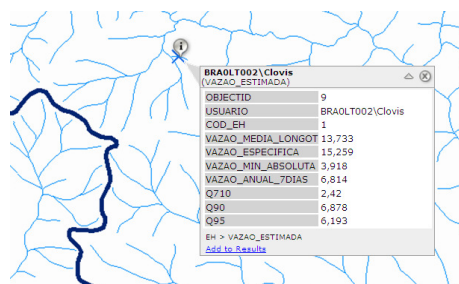 BRA0LT002\Clovis
(VAZAO_ESTIMADA)
OBJECTID 9
USUARIO BRA0LT002\Clovis
COD_EH 1
VAZAO_MEDIA_LONGOT 13,733
VAZAO_ESPECIFICA 15,259
VAZAO_MIN_ABSOLUTA 3,918
VAZAO_ANUAL_7DIAS 6,814
Q710 2,42
Q90 6,878
Q95 6,193
EH > VAZAO_ESTIMADA
Add to Results